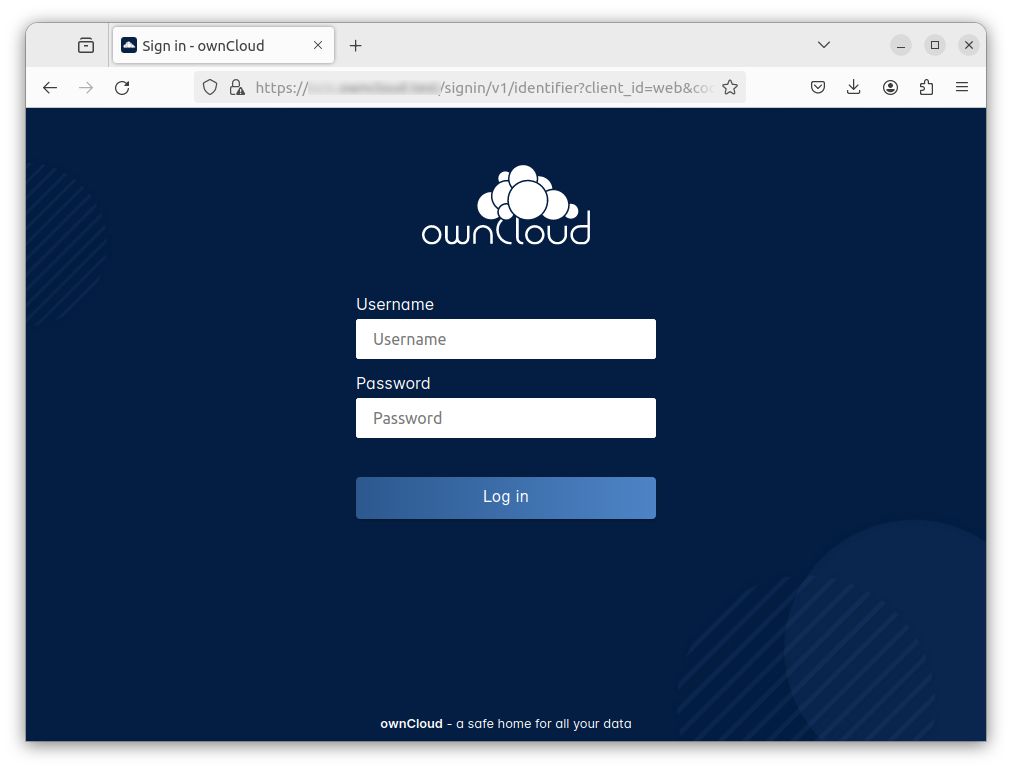 Sign in - ownCloud
https:// /signin/v1/identifier?client_id=web&co
ownCloud
Username
Username
Password
Password
Log in
ownCloud - a safe home for all your data